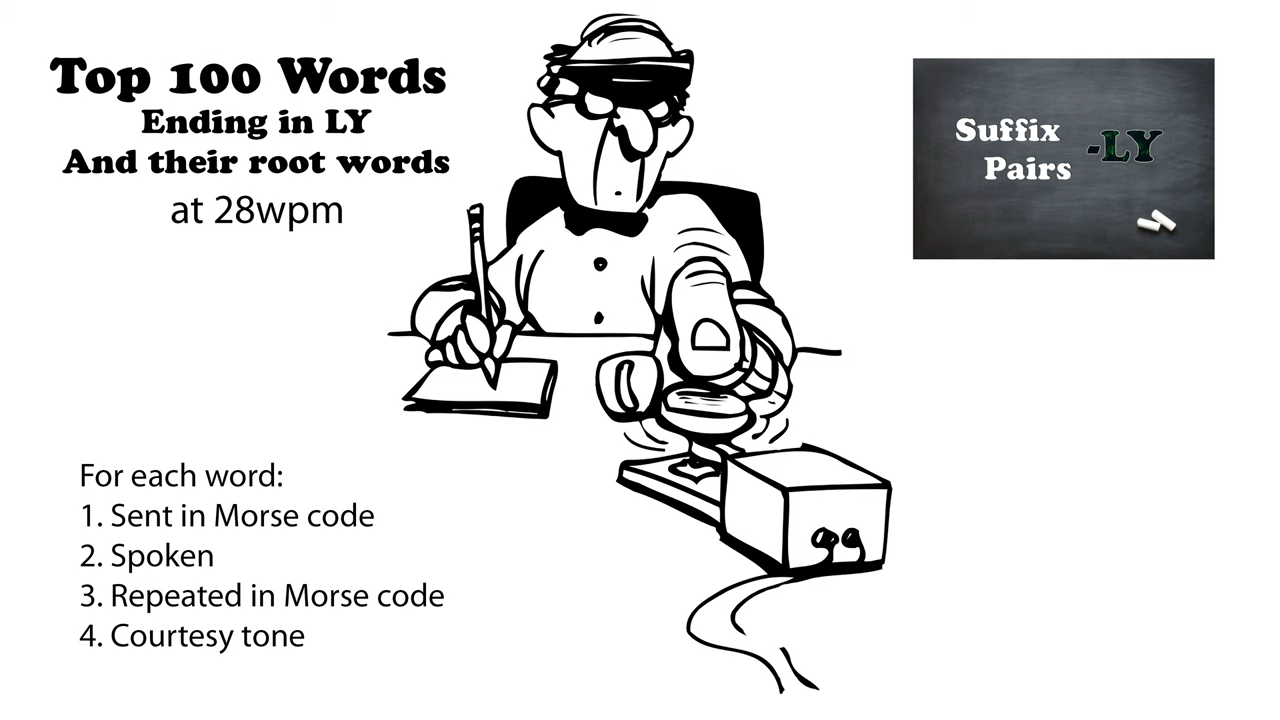 Top 100 Words
Ending in LY
And their root words
at 28wpm
Suffix
Pairs -LY
For each word:
1. Sent in Morse code
2. Spoken
3. Repeated in Morse code
4. Courtesy tone